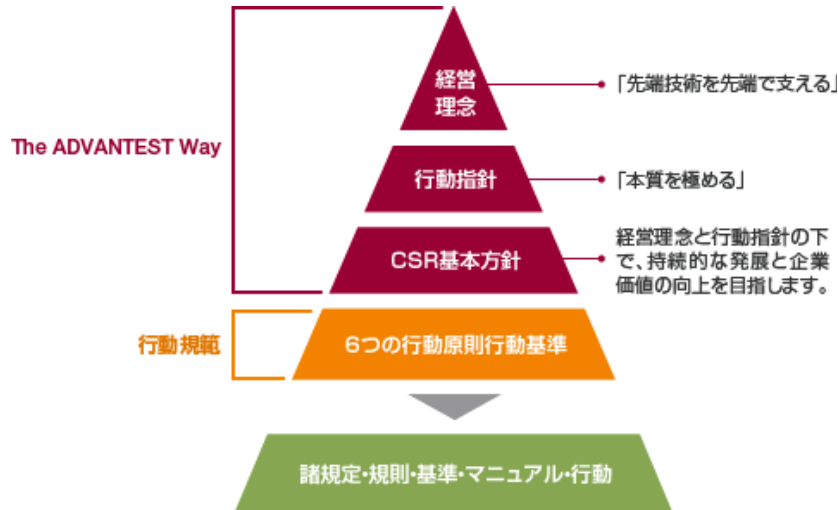 経営
理念
「先端技術を先端で支える」
The ADVANTEST Way
行動指針
「本質を極める」
CSR基本方針
経営理念と行動指針の下
で、持続的な発展と企業
価値の向上を目指します。
行動規範
6つの行動原則行動基準
諸規定・規則・基準・マニュアル・行動